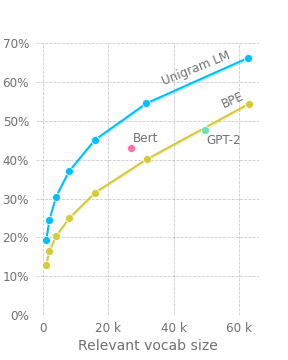 70%
60%
50%
40%
30%
20%
10%
0%
Unigram LM
BPE
Bert
GPT-2
0
20 k
40 k
60 k
Relevant vocab size